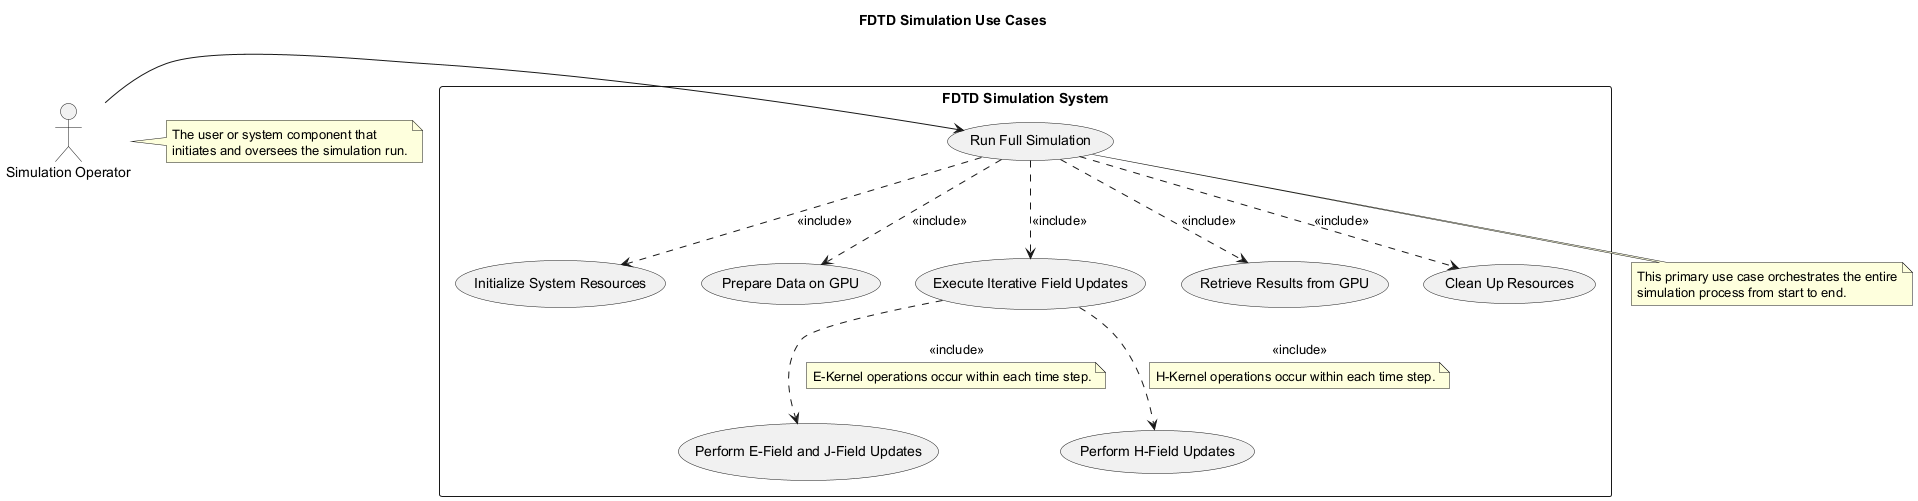 FDTD Simulation Use Cases
FDTD Simulation System
Simulation Operator
The user or system component that
initiates and oversees the simulation run.
Run Full Simulation
«include»
«include»
«include»
«include»
«include»
Initialize System Resources
Prepare Data on GPU
Execute Iterative Field Updates
Retrieve Results from GPU
Clean Up Resources
This primary use case orchestrates the entire
simulation process from start to end.
«include»
E-Kernel operations occur within each time step.
«include»
H-Kernel operations occur within each time step.
Perform E-Field and J-Field Updates
Perform H-Field Updates